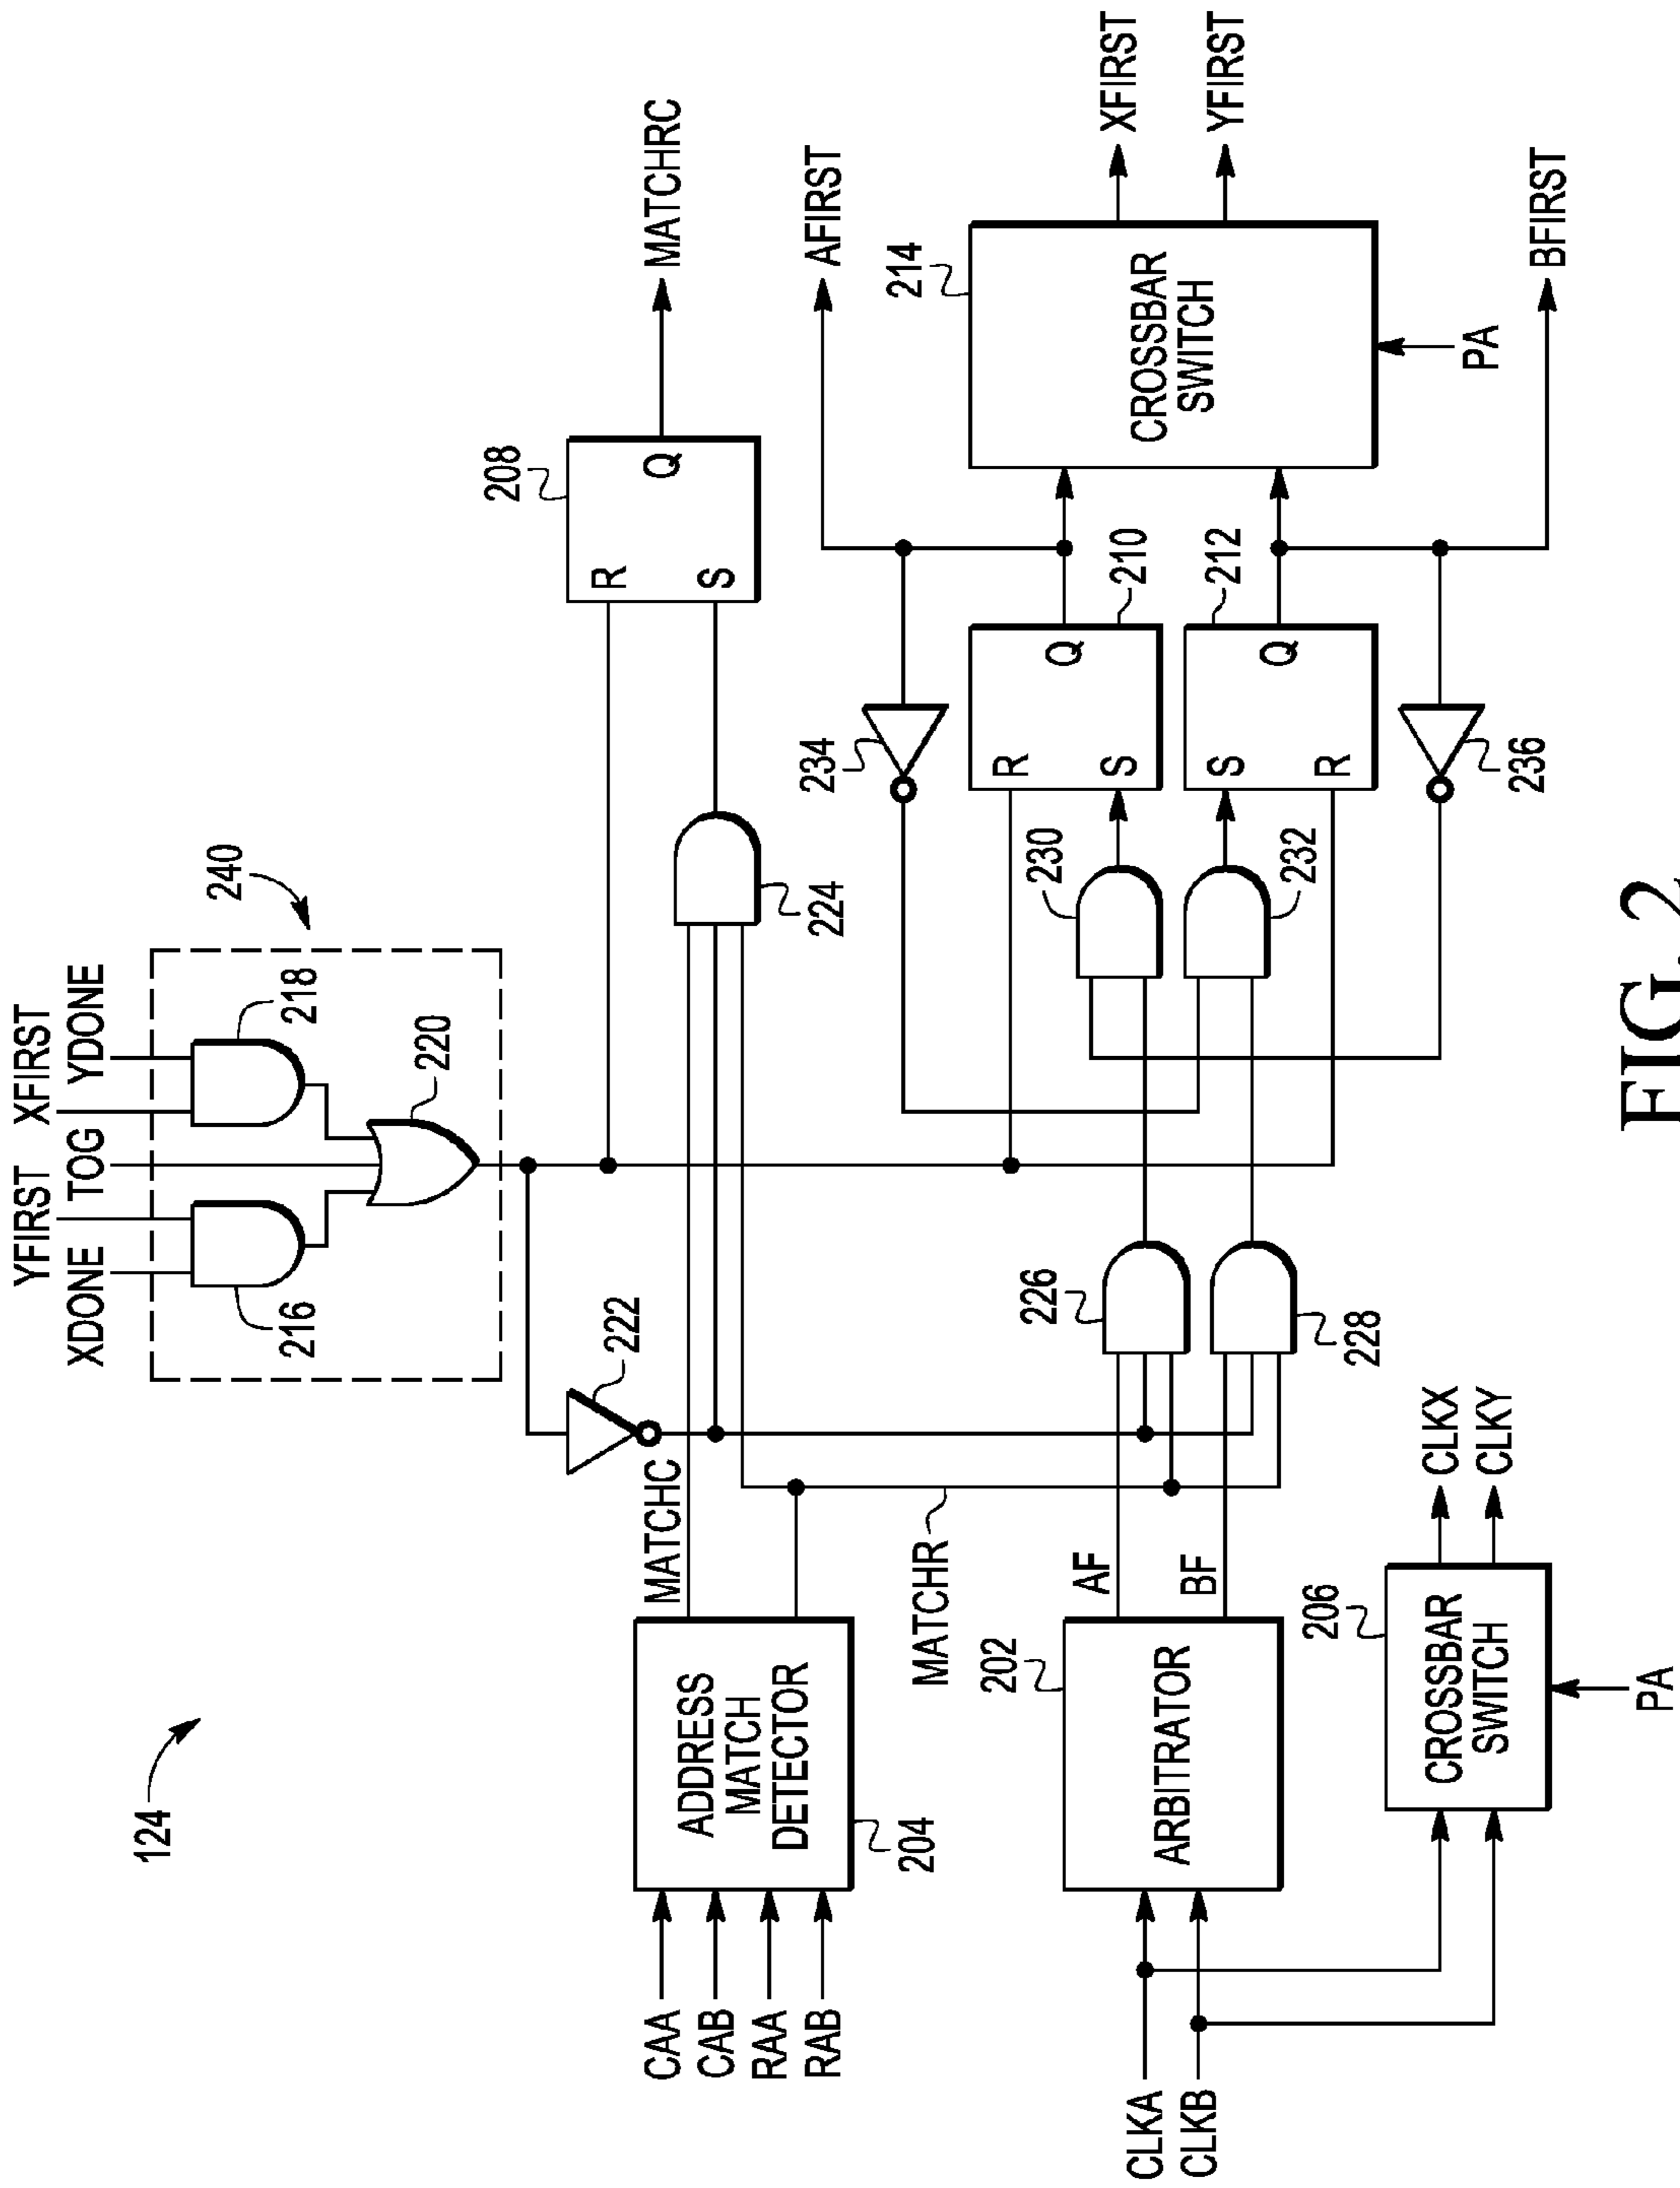 124
YFIRST
XFIRST
XDONE
TOG
YDONE
216
218
220
240
222
CAA
CAB
RAA
RAB
ADDRESS
MATCH
DETECTOR
204
MATCHC
MATCHR
224
R
S
Q
208
MATCHRC
CLKA
CLKB
ARBITRATOR
202
AF
BF
226
228
230
232
234
236
R
S
Q
210
S
R
Q
212
AFIRST
BFIRST
CROSSBAR
SWITCH
214
PA
XFIRST
YFIRST
CROSSBAR
SWITCH
206
PA
CLKX
CLKY
FIG. 2